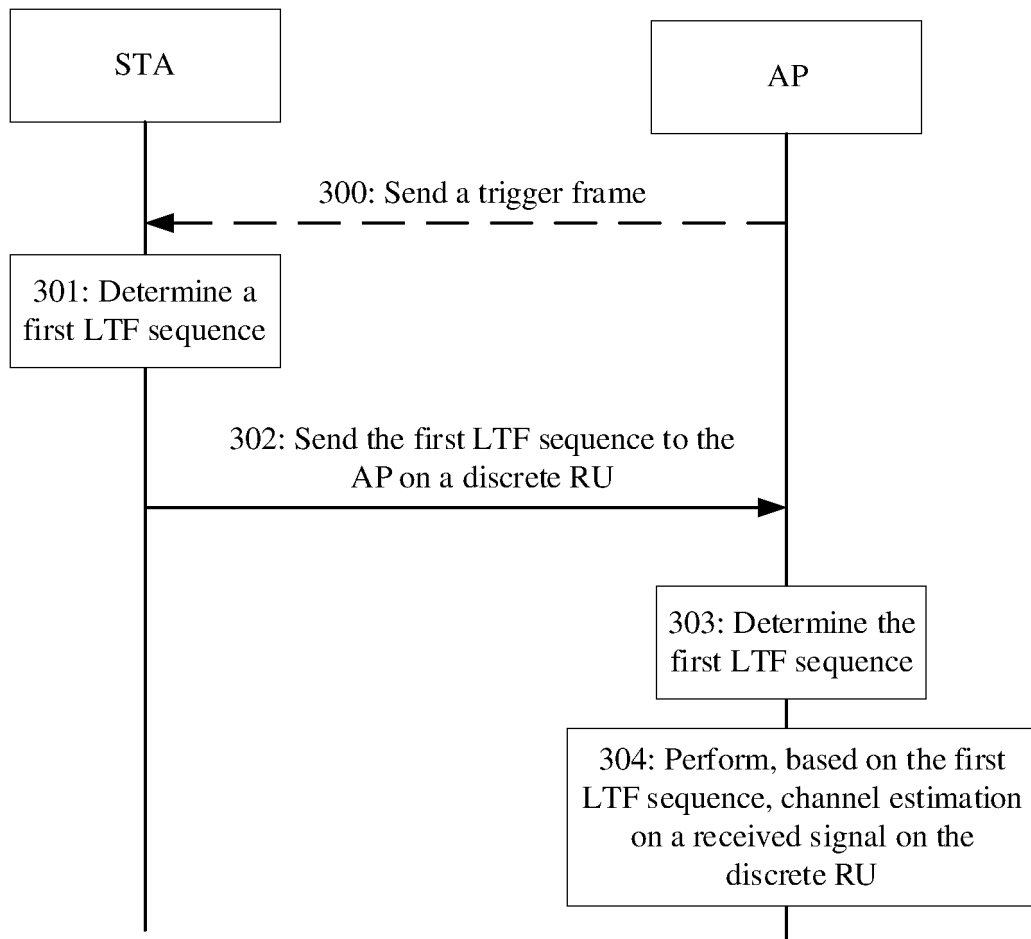 STA
AP
300: Send a trigger frame
301: Determine a
first LTF sequence
302: Send the first LTF sequence to the
AP on a discrete RU
303: Determine the
first LTF sequence
304: Perform, based on the first
LTF sequence, channel estimation
on a received signal on the
discrete RU